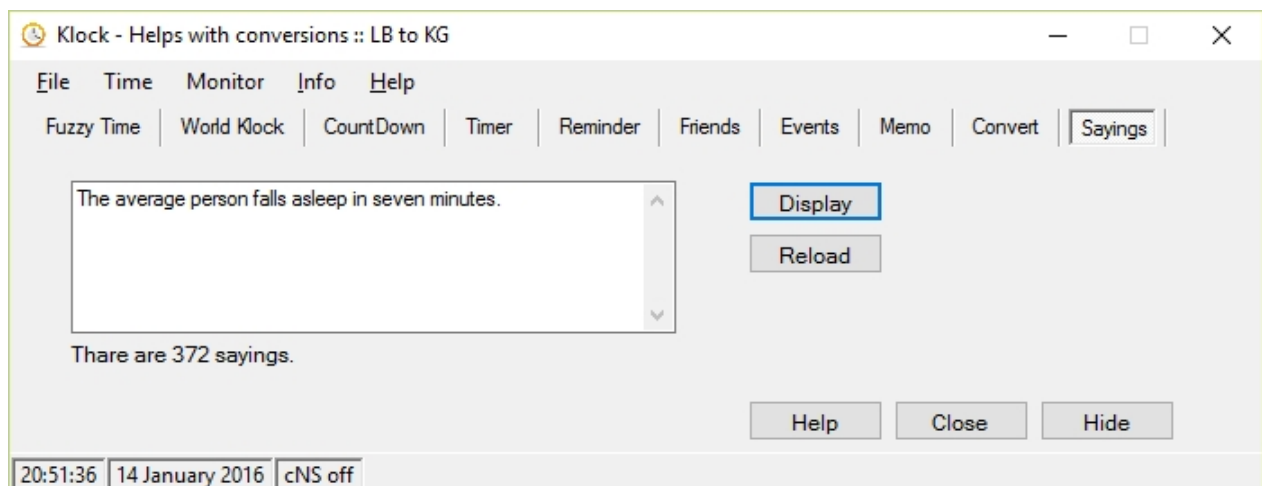 Klock - Helps with conversions :: LB to KG
File Time Monitor Info Help
Fuzzy Time World Klock CountDown Timer Reminder Friends Events Memo Convert Sayings
The average person falls asleep in seven minutes.
Display
Reload
Thare are 372 sayings.
Help Close Hide
20:51:36 14 January 2016 cNS off